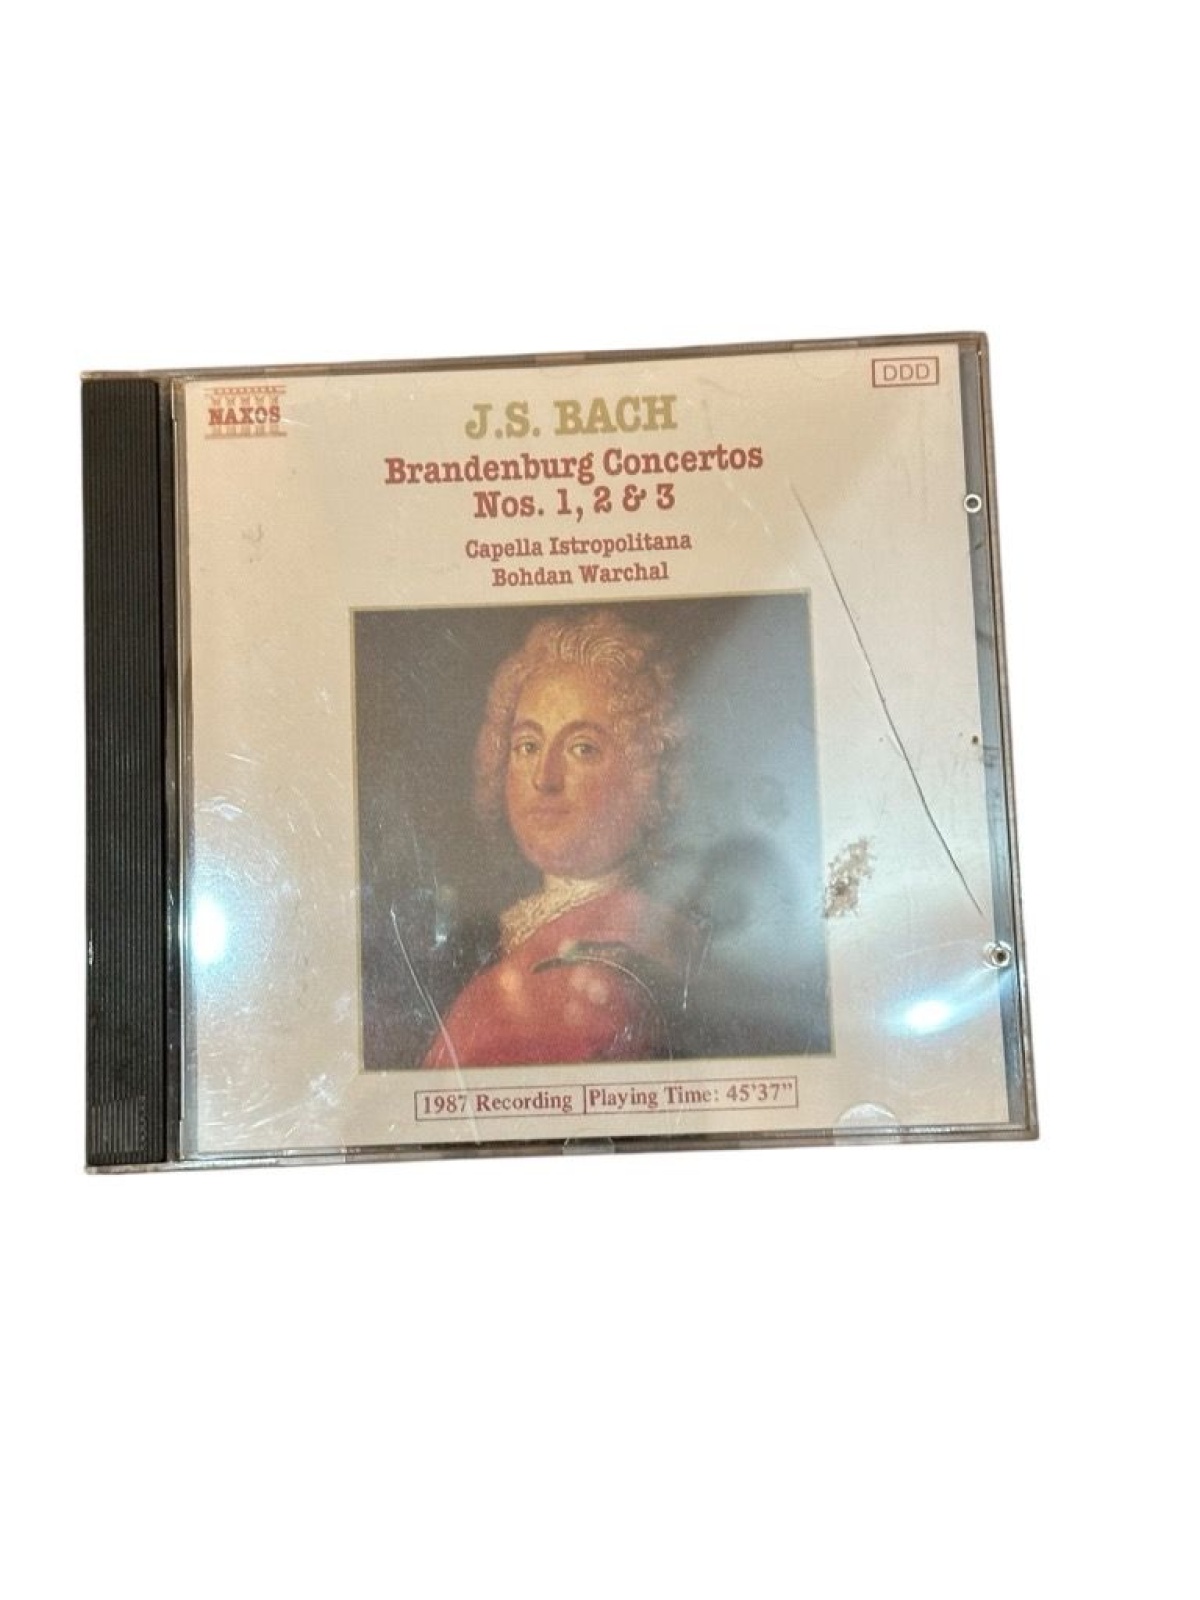 NAXOS
DDD
J.S. BACH
Brandenburg Concertos
Nos. 1, 2 & 3
Capella Istropolitana
Bohdan Warchal
1987 Recording Playing Time: 45'37"